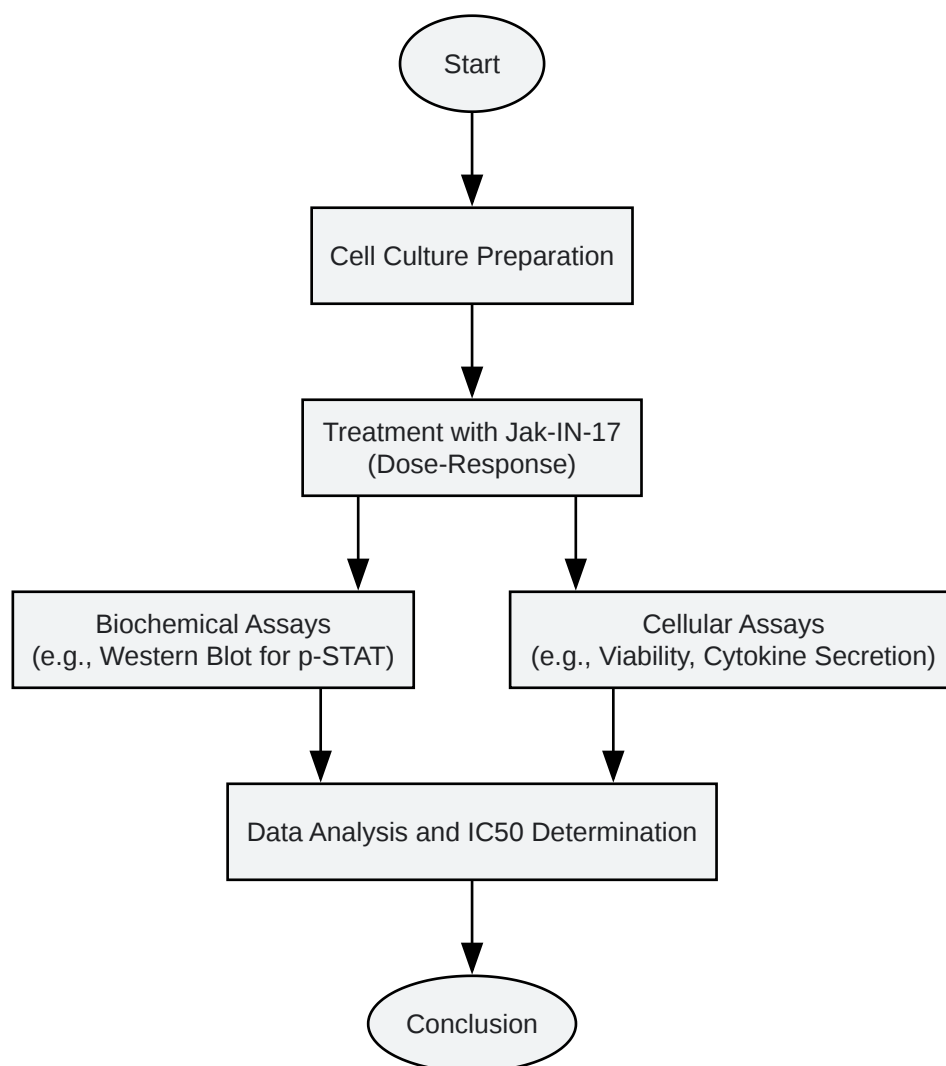 Start
Cell Culture Preparation
Treatment with Jak-IN-17
(Dose-Response)
Biochemical Assays
(e.g., Western Blot for p-STAT)
Cellular Assays
(e.g., Viability, Cytokine Secretion)
Data Analysis and IC50 Determination
Conclusion